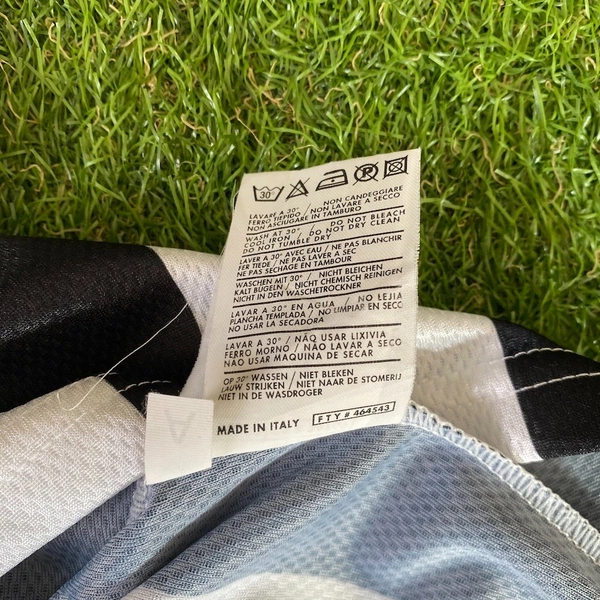 30°
LAVARE A 30° / NON CANDEGGIARE
FERRO TIEPIDO / NON LAVARE A SECCO
NON ASCIUGARE IN TAMBURO
WASH AT 30° / DO NOT BLEACH
COOL IRON / DO NOT DRY CLEAN
DO NOT TUMBLE DRY
LAVER A 30° AVEC EAU / NE PAS BLANCHIR
FER TIEDE / NE PAS LAVER A SEC
NE PAS SECHAGE EN TAMBOUR
WASCHEN MIT 30° / NICHT BLEICHEN
KALT BUGELN / NICHT CHEMISCH REINIGEN
NICHT IN DEN WASCHETROCKNER
LAVAR A 30° EN AGUA / NO LEJIA
PLANCHA TEMPLADA / NO LIMPIAR EN SECC
NO USAR LA SECADORA
LAVAR A 30° / NÃO USAR LIXIVIA
FERRO MORNO / NÃO LAVAR A SECO
NÃO USAR MAQUINA DE SECAR
OP 30° WASSEN / NIET BLEKEN
LAUW STRIJKEN / NIET NAAR DE STOMERIJ
NIET IN DE WASDROGER
MADE IN ITALY FTY # 464543